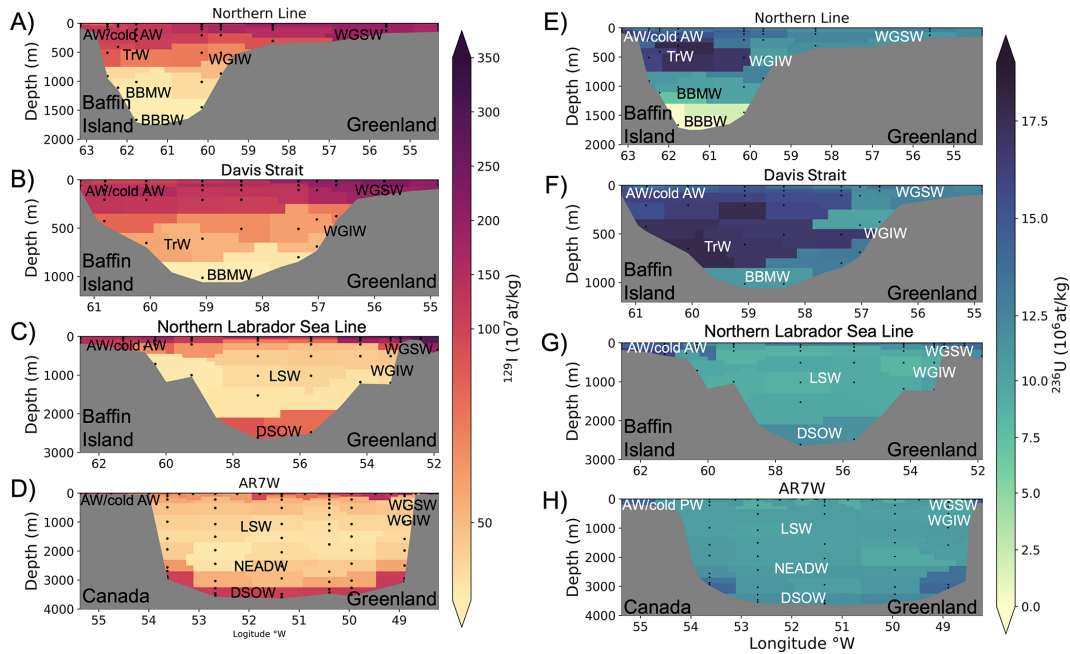 A)
Northern Line
AW/cold AW
WGSW
TrW
WGIW
BBMW
Baffin
Island
BBBW
Greenland
Depth (m)
0
500
1000
1500
2000
63 62 61 60 59 58 57 56 55
B)
Davis Strait
AW/cold AW
WGSW
WGIW
TrW
BBMW
Baffin
Island
Greenland
Depth (m)
0
500
1000
61 60 59 58 57 56 55
C)
Northern Labrador Sea Line
AW/cold AW
WGSW
WGIW
LSW
Baffin
Island
DSOW
Greenland
Depth (m)
0
1000
2000
3000
62 60 58 56 54 52
D)
AR7W
AW/cold AW
WGSW
WGIW
LSW
NEADW
DSOW
Canada
Greenland
Depth (m)
0
1000
2000
3000
4000
55 54 53 52 51 50 49
Logitude °W
350
300
250
200
150
100
50
129I (10^7at/kg)
E)
Northern Line
AW/cold AW
WGSW
TrW
WGIW
BBMW
Baffin
Island
BBBW
Greenland
Depth (m)
0
500
1000
1500
2000
63 62 61 60 59 58 57 56 55
F)
Davis Strait
AW/cold AW
WGSW
WGIW
TrW
BBMW
Baffin
Island
Greenland
Depth (m)
0
500
1000
61 60 59 58 57 56 55
G)
Northern Labrador Sea Line
AW/cold AW
WGSW
WGIW
LSW
Baffin
Island
DSOW
Greenland
Depth (m)
0
1000
2000
3000
62 60 58 56 54 52
H)
AR7W
AW/cold PW
WGSW
WGIW
LSW
NEADW
DSOW
Canada
Greenland
Depth (m)
0
1000
2000
3000
4000
55 54 53 52 51 50 49
Longitude °W
17.5
15.0
12.5
10.0
7.5
5.0
2.5
0.0
236U (10^6at/kg)